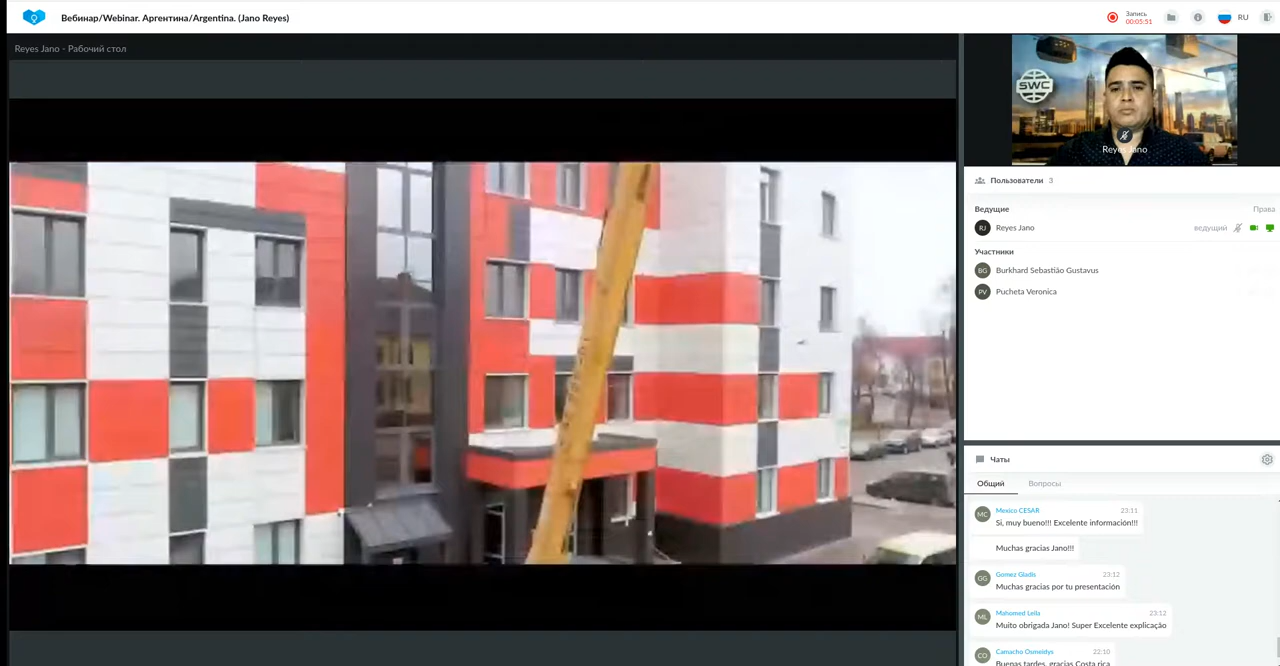 Вебинар/Webinar. Аргентина/Argentina. (Jano Reyes)
Запись
00:05:51
RU
Reyes Jano - Рабочий стол
SWC
Reyes Jano
Пользователи 3
Ведущие Права
RJ Reyes Jano ведущий
Участники
BG Burkhard Sebastião Gustavus
PV Pucheta Veronica
Чаты
Общий Вопросы
MC Mexico CESAR 23:11
Si, muy bueno!!! Excelente información!!!
Muchas gracias Jano!!!
GG Gomez Gladis 23:12
Muchas gracias por tu presentación
ML Mahomed Leila 23:12
Muito obrigada Jano! Super Excelente explicação
CO Camacho Osmeidys 22:10
Buenas tardes, gracias Costa rica